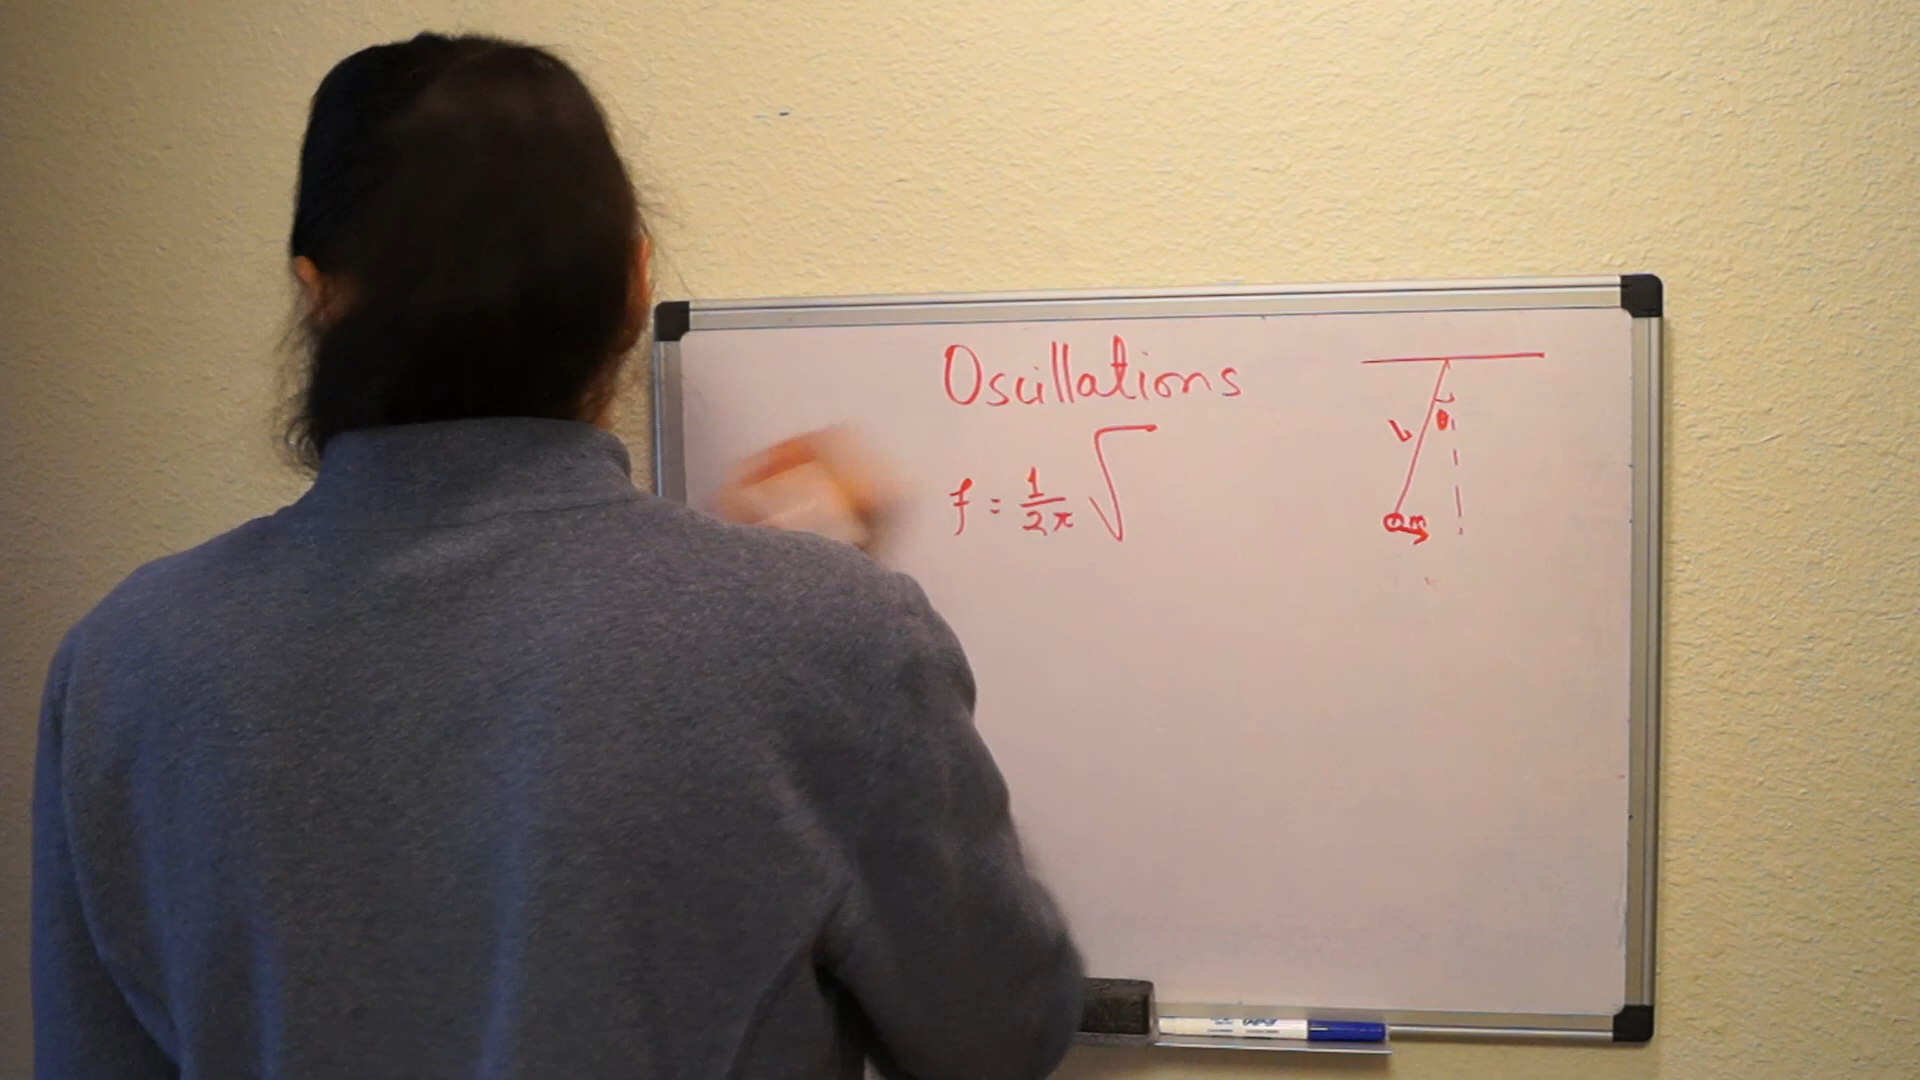 Oscillations
f = 1/2π √
L
θ
m